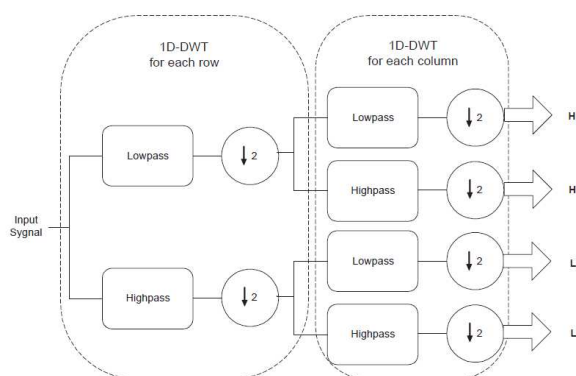 1D-DWT
for each row
1D-DWT
for each column
Lowpass
↓ 2
H
Lowpass
↓ 2
Highpass
↓ 2
H
Input
Sygnal
Lowpass
↓ 2
L
Highpass
↓ 2
Highpass
↓ 2
L